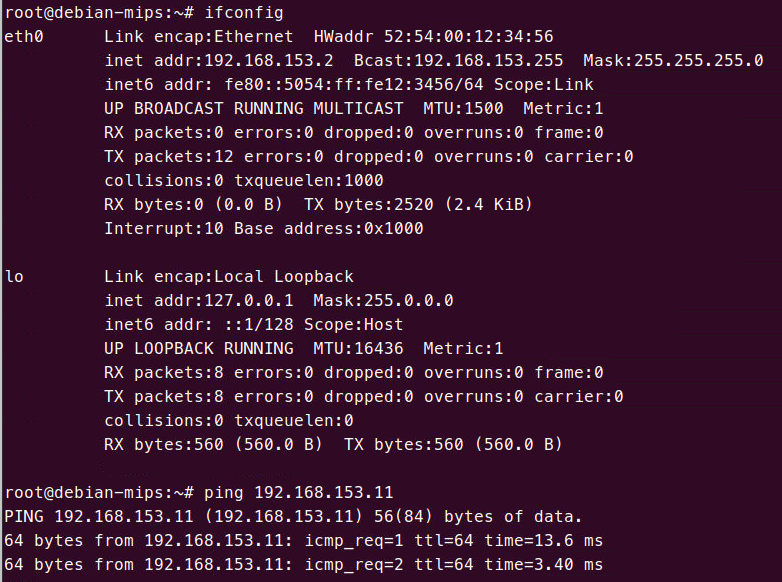 root@debian-mips:~# ifconfig
eth0      Link encap:Ethernet  HWaddr 52:54:00:12:34:56
          inet addr:192.168.153.2  Bcast:192.168.153.255  Mask:255.255.255.0
          inet6 addr: fe80::5054:ff:fe12:3456/64 Scope:Link
          UP BROADCAST RUNNING MULTICAST  MTU:1500  Metric:1
          RX packets:0 errors:0 dropped:0 overruns:0 frame:0
          TX packets:12 errors:0 dropped:0 overruns:0 carrier:0
          collisions:0 txqueuelen:1000
          RX bytes:0 (0.0 B)  TX bytes:2520 (2.4 KiB)
          Interrupt:10 Base address:0x1000

lo        Link encap:Local Loopback
          inet addr:127.0.0.1  Mask:255.0.0.0
          inet6 addr: ::1/128 Scope:Host
          UP LOOPBACK RUNNING  MTU:16436  Metric:1
          RX packets:8 errors:0 dropped:0 overruns:0 frame:0
          TX packets:8 errors:0 dropped:0 overruns:0 carrier:0
          collisions:0 txqueuelen:0
          RX bytes:560 (560.0 B)  TX bytes:560 (560.0 B)

root@debian-mips:~# ping 192.168.153.11
PING 192.168.153.11 (192.168.153.11) 56(84) bytes of data.
64 bytes from 192.168.153.11: icmp_req=1 ttl=64 time=13.6 ms
64 bytes from 192.168.153.11: icmp_req=2 ttl=64 time=3.40 ms